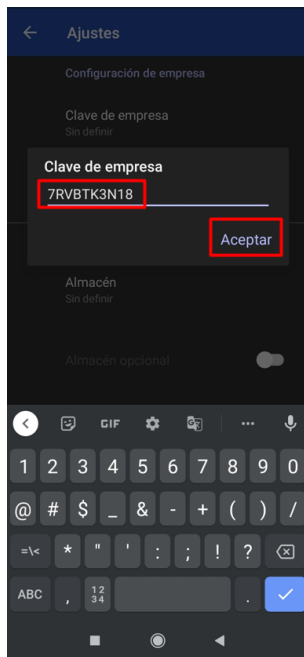 Ajustes
Configuración de empresa
Clave de empresa
Sin definir
Clave de empresa
7RVBTK3N18
Aceptar
Almacén
Sin definir
Almacén opcional
GIF
1 2 3 4 5 6 7 8 9 0
@ # $ _ & - + ( ) /
=\< * " ' : ; ! ?
ABC , 12 34 .